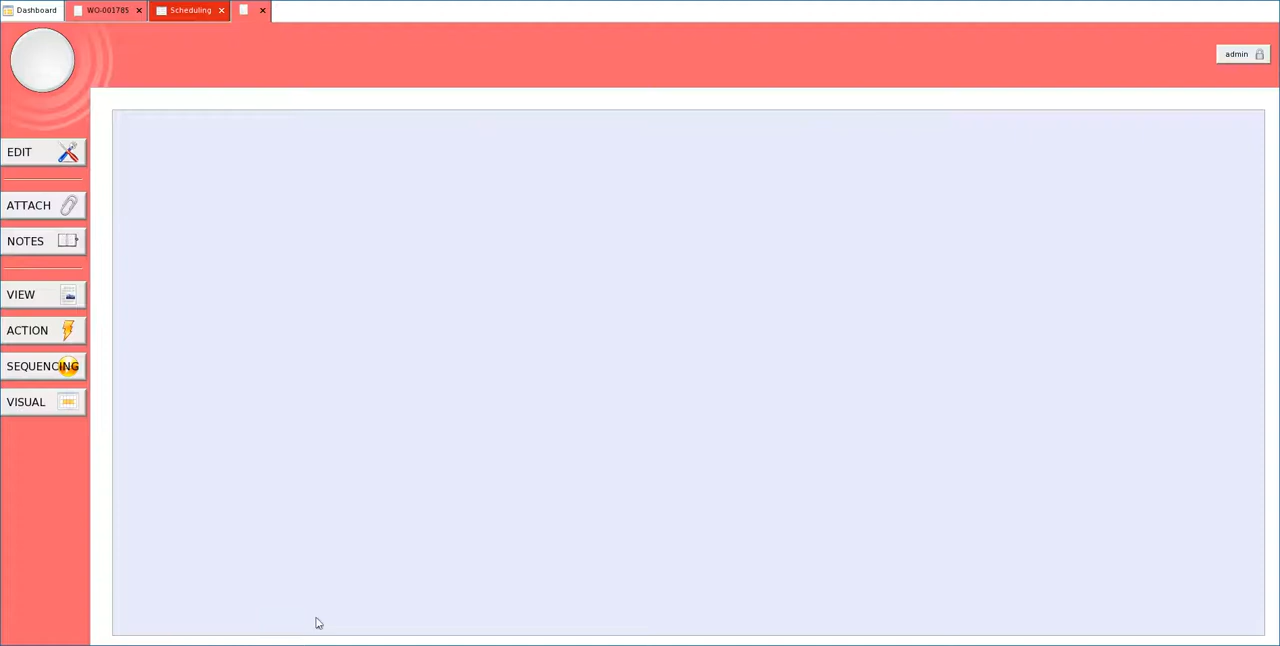 Dashboard
WO-001785
Scheduling
admin
EDIT
ATTACH
NOTES
VIEW
ACTION
SEQUENCING
VISUAL